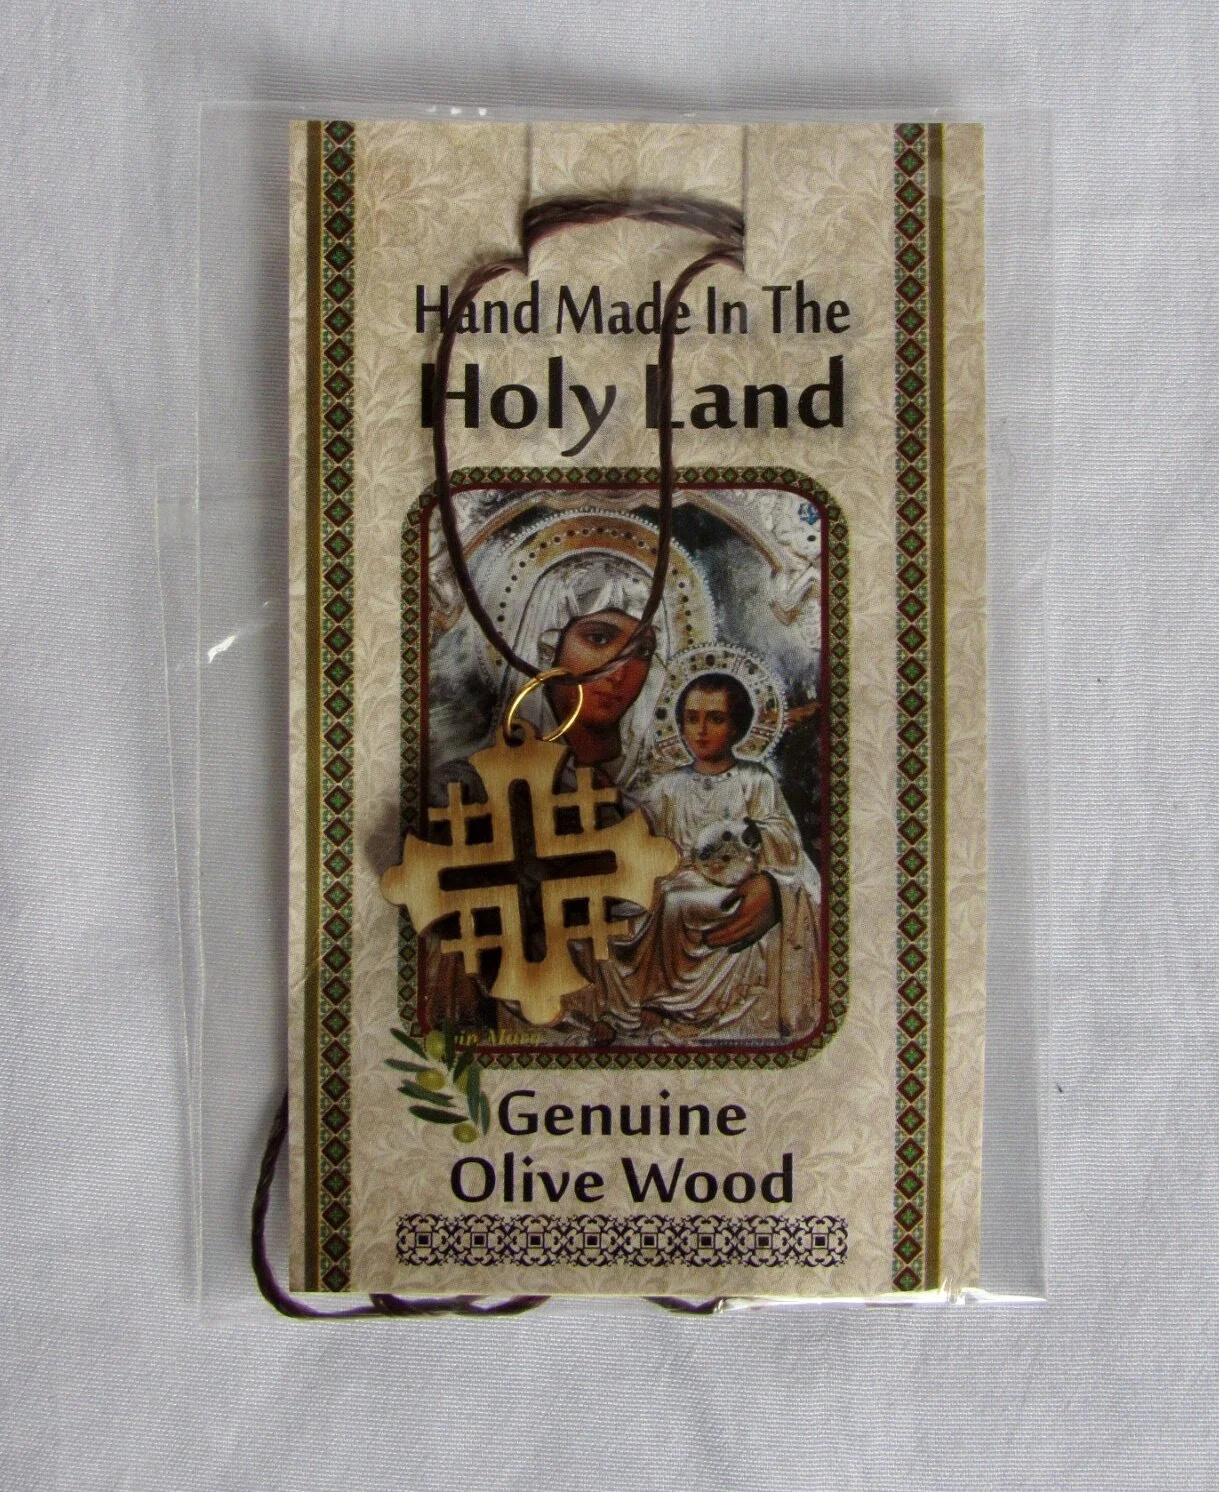 Hand Made In The
Holy Land
Genuine
Olive Wood